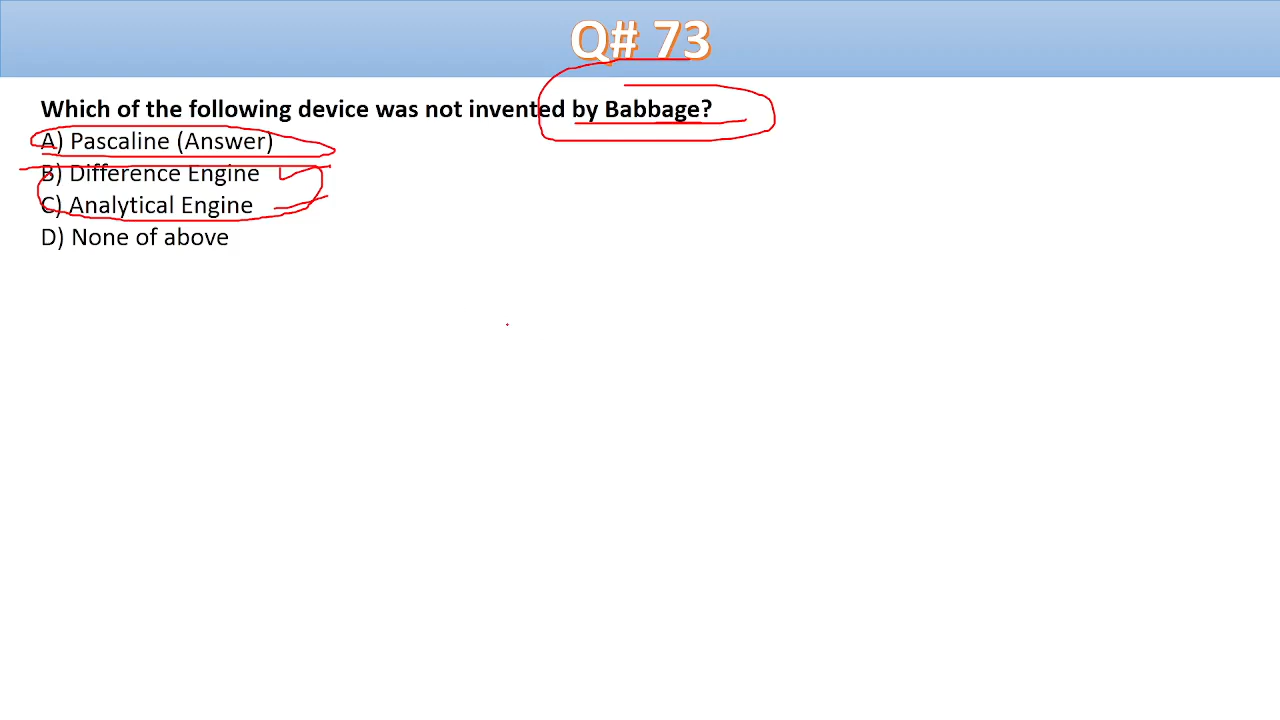 Q# 73
Which of the following device was not invented by Babbage?
A) Pascaline (Answer)
B) Difference Engine
C) Analytical Engine
D) None of above